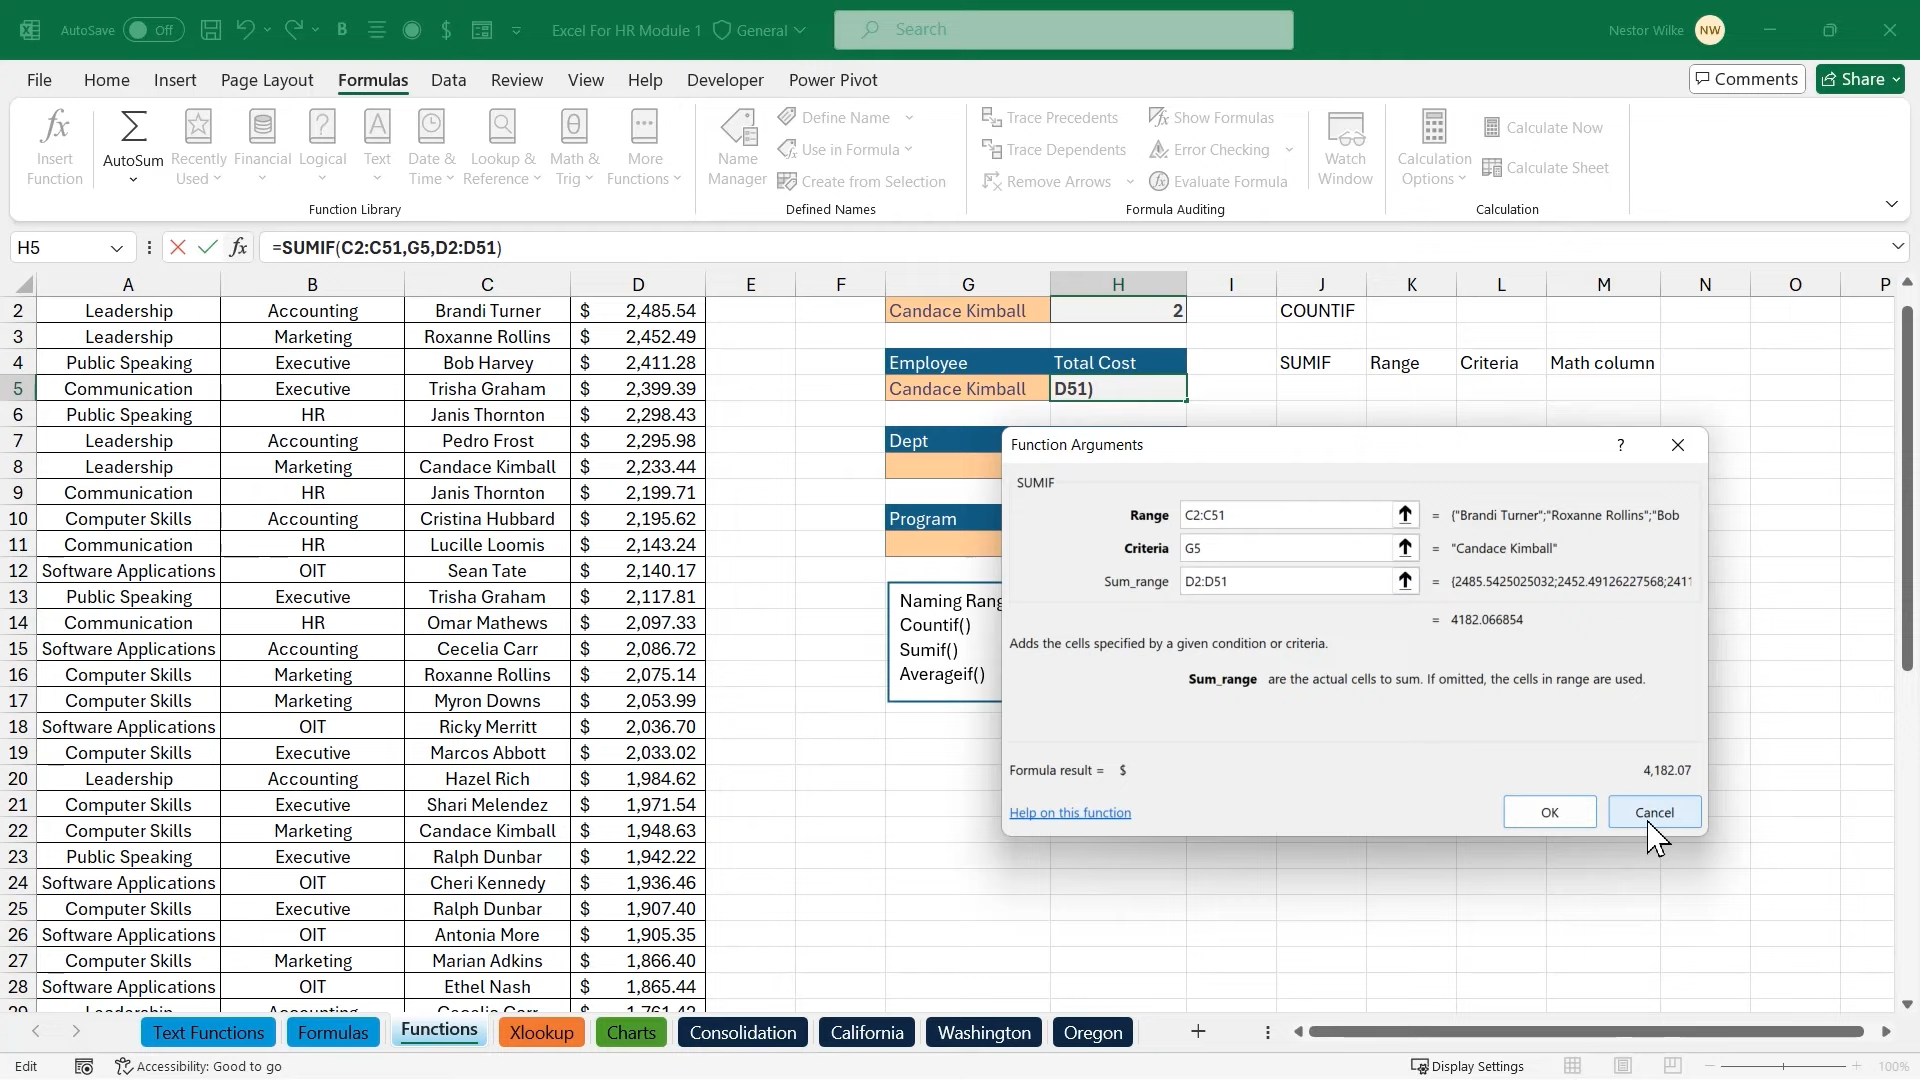 AutoSave Off B $ Excel For HR Module 1 General Search Nestor Wilke NW
File Home Insert Page Layout Formulas Data Review View Help Developer Power Pivot Comments Share
fx Insert Function
Σ AutoSum
Recently Used
Financial
Logical
A Text
Date & Time
Lookup & Reference
θ Math & Trig
More Functions
Function Library
Name Manager
Define Name
Use in Formula
Create from Selection
Defined Names
Trace Precedents
Trace Dependents
Remove Arrows
Show Formulas
Error Checking
Evaluate Formula
Formula Auditing
Watch Window
Calculation Options
Calculate Now
Calculate Sheet
Calculation
H5 fx =SUMIF(C2:C51,G5,D2:D51)
A B C D E F G H I J K L M N O P
2 Leadership Accounting Brandi Turner $ 2,485.54 Candace Kimball 2 COUNTIF
3 Leadership Marketing Roxanne Rollins $ 2,452.49
4 Public Speaking Executive Bob Harvey $ 2,411.28 Employee Total Cost SUMIF Range Criteria Math column
5 Communication Executive Trisha Graham $ 2,399.39 Candace Kimball D51)
6 Public Speaking HR Janis Thornton $ 2,298.43
7 Leadership Accounting Pedro Frost $ 2,295.98 Dept
8 Leadership Marketing Candace Kimball $ 2,233.44
9 Communication HR Janis Thornton $ 2,199.71
10 Computer Skills Accounting Cristina Hubbard $ 2,195.62 Program
11 Communication HR Lucille Loomis $ 2,143.24
12 Software Applications OIT Sean Tate $ 2,140.17
13 Public Speaking Executive Trisha Graham $ 2,117.81
14 Communication HR Omar Mathews $ 2,097.33
15 Software Applications Accounting Cecelia Carr $ 2,086.72
16 Computer Skills Marketing Roxanne Rollins $ 2,075.14
17 Computer Skills Marketing Myron Downs $ 2,053.99
18 Software Applications OIT Ricky Merritt $ 2,036.70
19 Computer Skills Executive Marcos Abbott $ 2,033.02
20 Leadership Accounting Hazel Rich $ 1,984.62
21 Computer Skills Executive Shari Melendez $ 1,971.54
22 Computer Skills Marketing Candace Kimball $ 1,948.63
23 Public Speaking Executive Ralph Dunbar $ 1,942.22
24 Software Applications OIT Cheri Kennedy $ 1,936.46
25 Computer Skills Executive Ralph Dunbar $ 1,907.40
26 Software Applications OIT Antonia More $ 1,905.35
27 Computer Skills Marketing Marian Adkins $ 1,866.40
28 Software Applications OIT Ethel Nash $ 1,865.44
29 Leadership Accounting Cecelia Carr $ 1,761.42
Naming Rang
Countif()
Sumif()
Averageif()
Function Arguments ?
SUMIF
Range C2:C51 = {"Brandi Turner";"Roxanne Rollins";"Bob
Criteria G5 = "Candace Kimball"
Sum_range D2:D51 = {2485.5425025032;2452.49126227568;2411
= 4182.066854
Adds the cells specified by a given condition or criteria.
Sum_range are the actual cells to sum. If omitted, the cells in range are used.
Formula result = $ 4,182.07
Help on this function OK Cancel
Text Functions Formulas Functions Xlookup Charts Consolidation California Washington Oregon
Edit Accessibility: Good to go Display Settings 100%